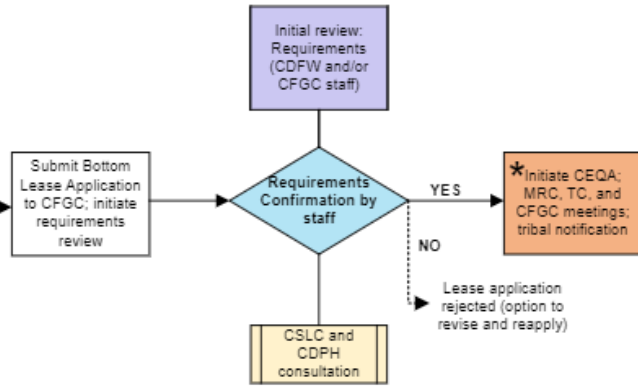 Initial review:
Requirements
(CDFW and/or
CFGC staff)
Submit Bottom
Lease Application
to CFGC; initiate
requirements
review
Requirements
Confirmation by
staff
YES
*Initiate CEQA;
MRC, TC, and
CFGC meetings;
tribal notification
NO
Lease application
rejected (option to
revise and reapply)
CSLC and
CDPH
consultation